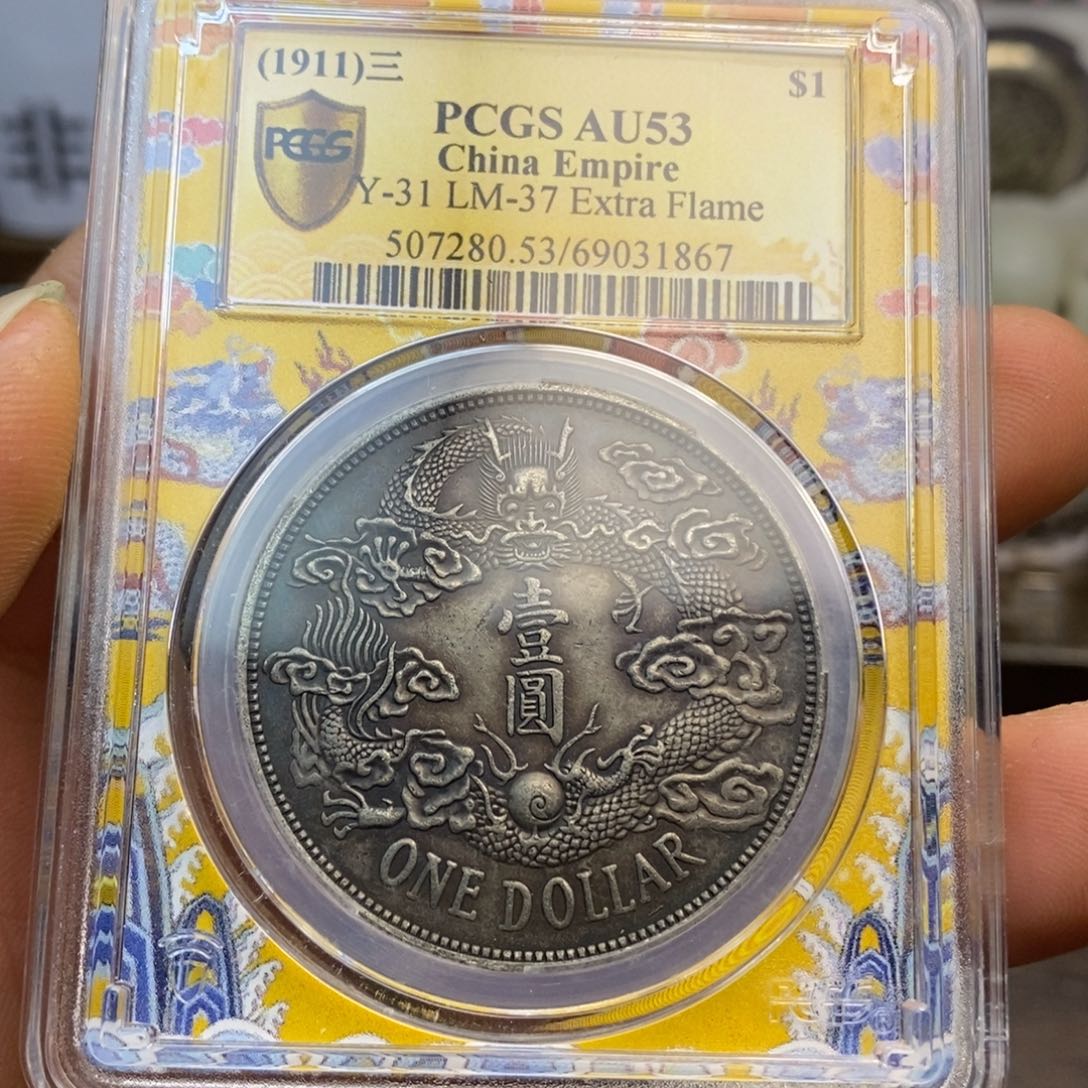 (1911)三
$1
PCGS
PCGS AU53
China Empire
Y-31 LM-37 Extra Flame
507280.53/69031867
壹
圓
ONE DOLLAR
PCGS